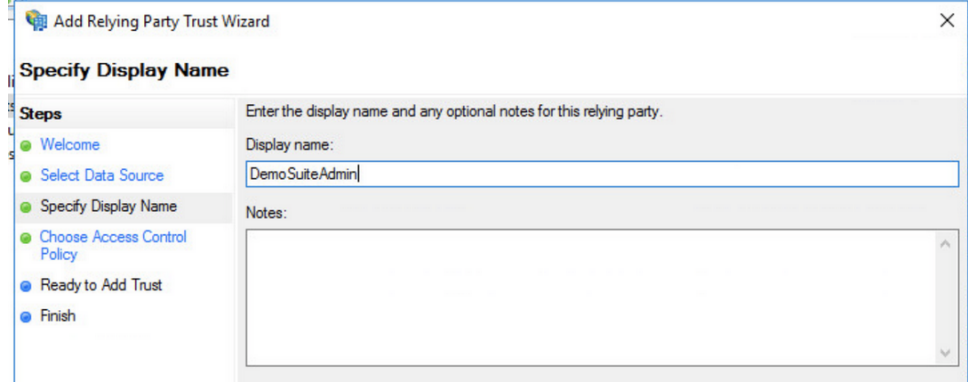 Add Relying Party Trust Wizard
Specify Display Name
Steps
Welcome
Select Data Source
Specify Display Name
Choose Access Control
Policy
Ready to Add Trust
Finish
Enter the display name and any optional notes for this relying party.
Display name:
DemoSuiteAdmin
Notes: